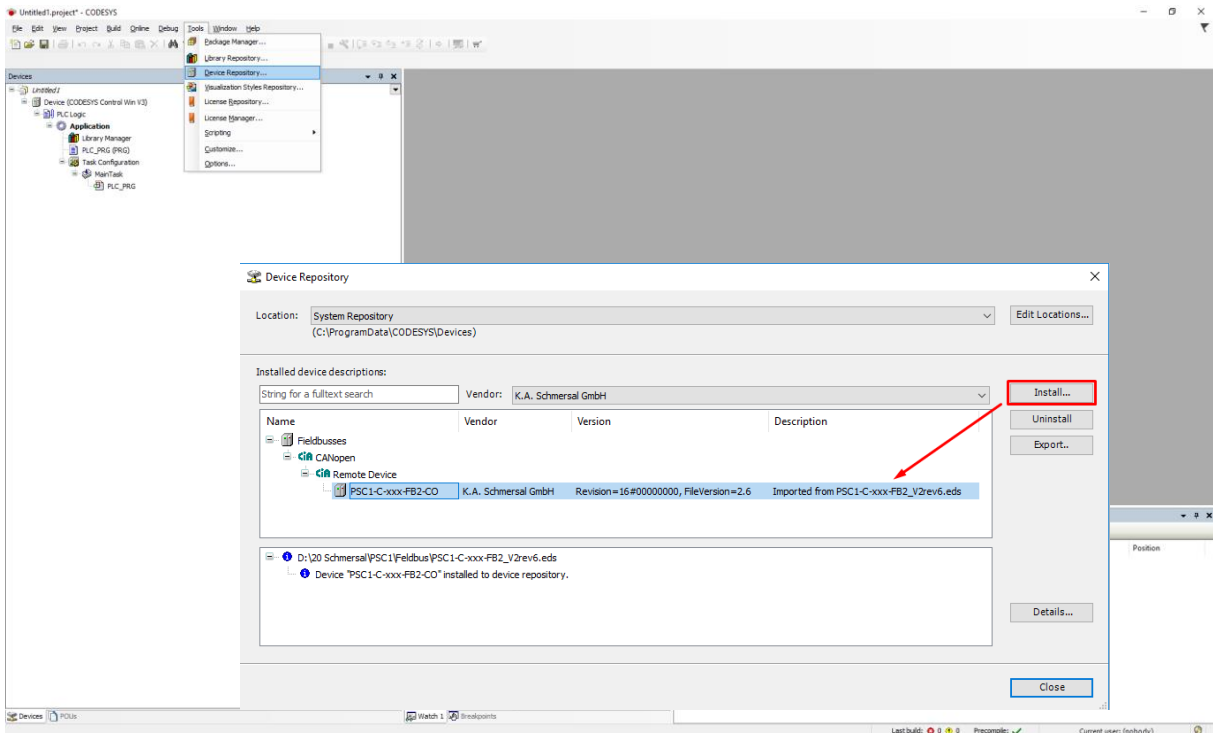 Untitled1.project* - CODESYS
File Edit View Project Build Online Debug Tools Window Help
Package Manager...
Library Repository...
Device Repository...
Visualization Styles Repository...
License Repository...
License Manager...
Scripting
Customize...
Options...
Devices
Untitled1
Device (CODESYS Control Win V3)
PLC Logic
Application
Library Manager
PLC_PRG (PRG)
Task Configuration
MainTask
PLC_PRG
Device Repository
Location: System Repository Edit Locations...
(C:\ProgramData\CODESYS\Devices)
Installed device descriptions:
String for a fulltext search Vendor: K.A. Schmersal GmbH Install...
Name Vendor Version Description Uninstall
Fieldbusses
Export..
CiA CANopen
CiA Remote Device
PSC1-C-xxx-FB2-CO K.A. Schmersal GmbH Revision=16#00000000, FileVersion=2.6 Imported from PSC1-C-xxx-FB2_V2rev6.eds
Position
D:\20 Schmersal\PSC1\Feldbus\PSC1-C-xxx-FB2_V2rev6.eds
Device "PSC1-C-xxx-FB2-CO" installed to device repository.
Details...
Close
Devices POUs Watch 1 Breakpoints
Last build: 0 0 Precompile: Current user: (nobody)